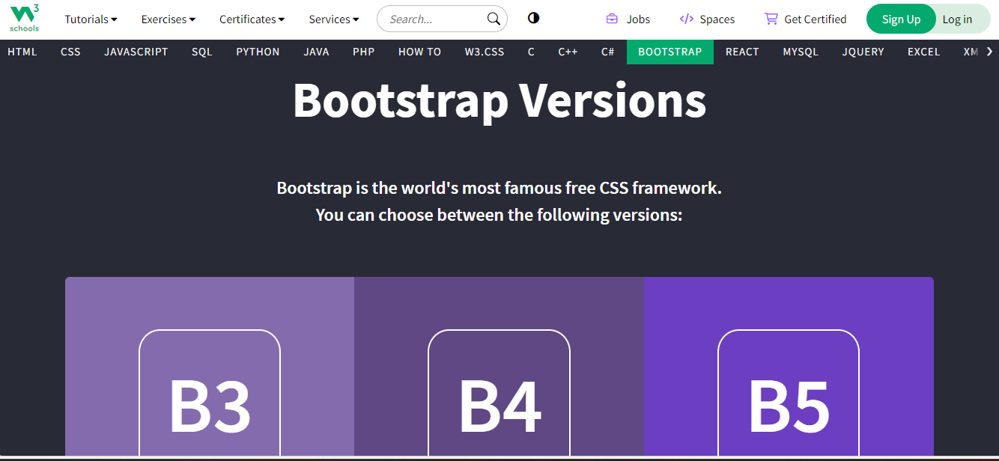 W3 schools
Tutorials Exercises Certificates Services Search... Jobs Spaces Get Certified Sign Up Log in
HTML CSS JAVASCRIPT SQL PYTHON JAVA PHP HOW TO W3.CSS C C++ C# BOOTSTRAP REACT MYSQL JQUERY EXCEL XM
Bootstrap Versions
Bootstrap is the world's most famous free CSS framework.
You can choose between the following versions:
B3 B4 B5